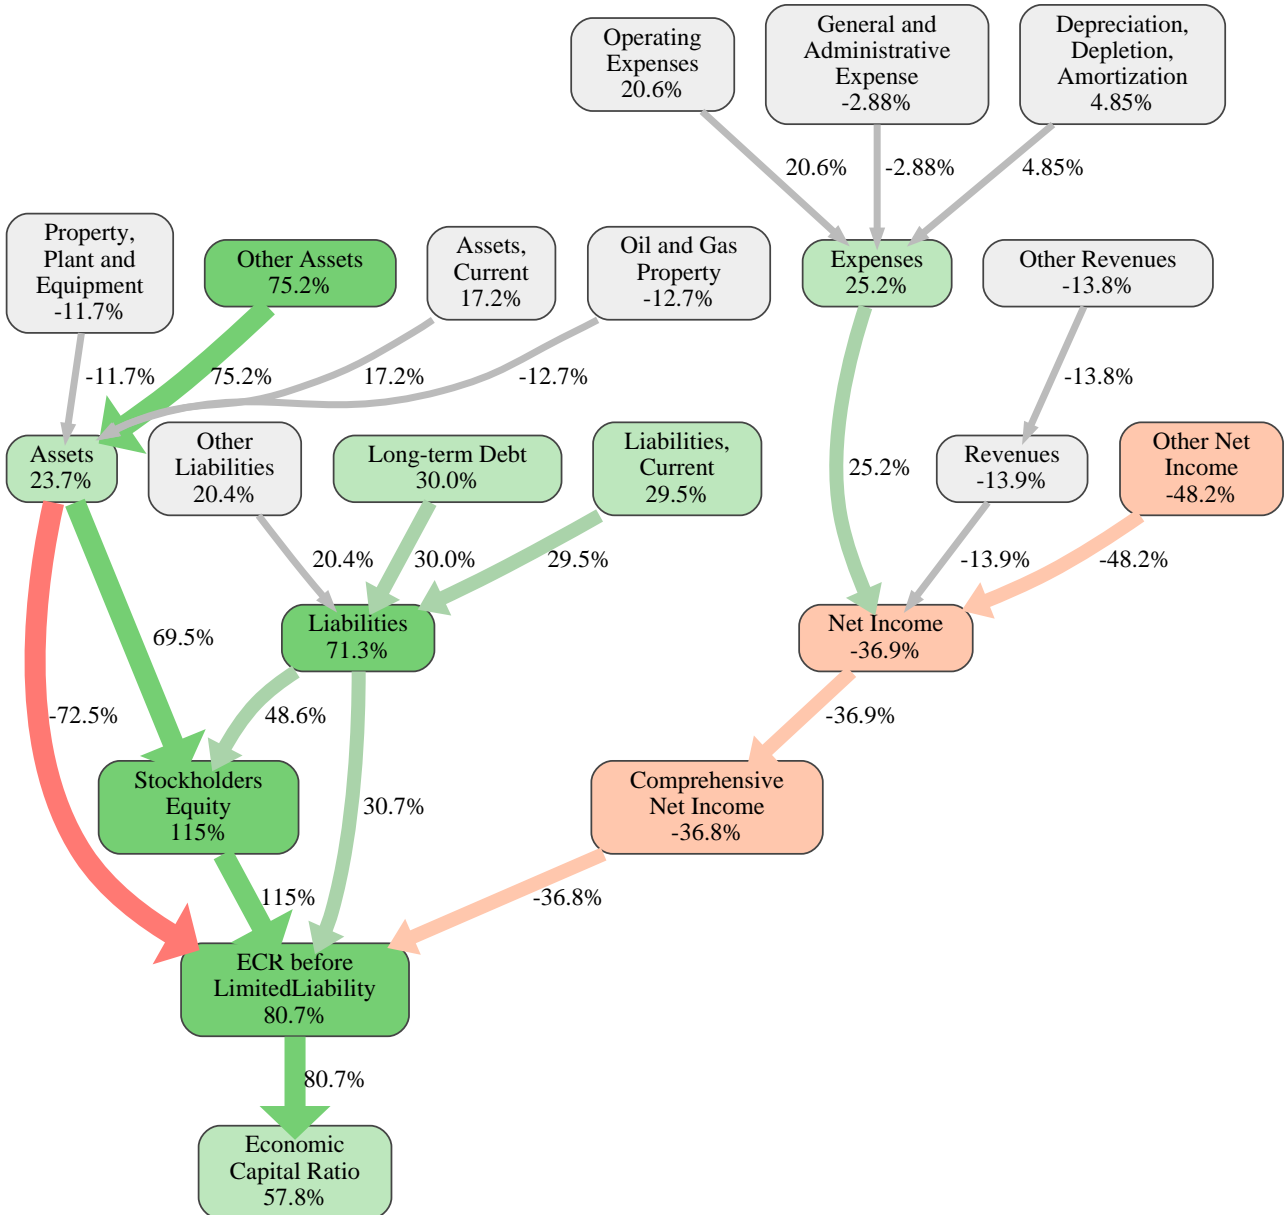 Operating
Expenses
20.6%
General and
Administrative
Expense
-2.88%
Depreciation,
Depletion,
Amortization
4.85%
20.6%
-2.88%
4.85%
Property,
Plant and
Equipment
-11.7%
Other Assets
75.2%
Assets,
Current
17.2%
Oil and Gas
Property
-12.7%
Expenses
25.2%
Other Revenues
-13.8%
-11.7%
75.2%
17.2%
-12.7%
-13.8%
Assets
23.7%
Other
Liabilities
20.4%
Long-term Debt
30.0%
Liabilities,
Current
29.5%
25.2%
Revenues
-13.9%
Other Net
Income
-48.2%
20.4%
30.0%
29.5%
-13.9%
-48.2%
69.5%
Liabilities
71.3%
Net Income
-36.9%
-72.5%
48.6%
-36.9%
Stockholders
Equity
115%
30.7%
Comprehensive
Net Income
-36.8%
115%
-36.8%
ECR before
LimitedLiability
80.7%
80.7%
Economic
Capital Ratio
57.8%